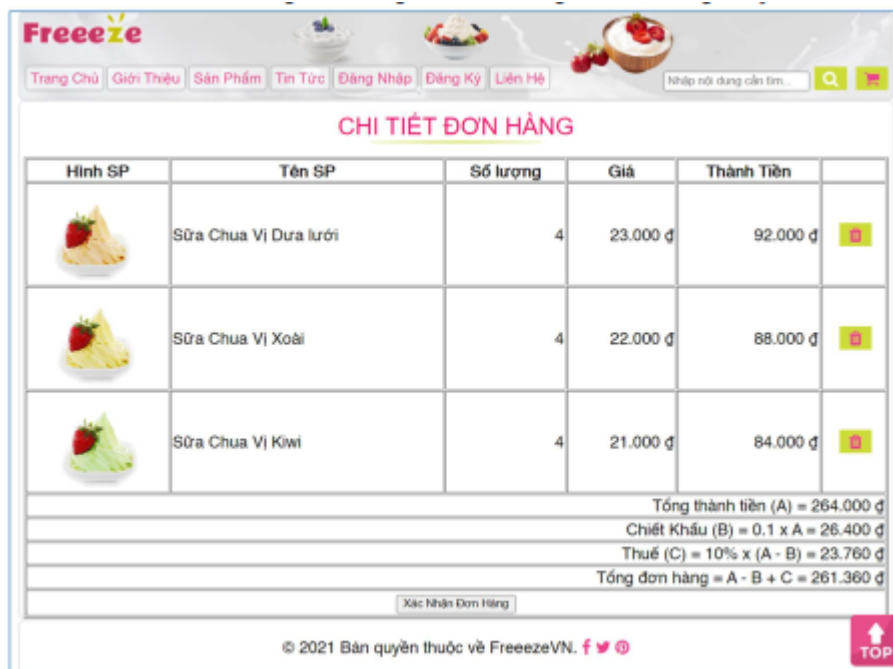 Freeeze
Trang Chủ Giới Thiệu Sản Phẩm Tin Tức Đăng Nhập Đăng Ký Liên Hệ Nhập nội dung cần tìm...
CHI TIẾT ĐƠN HÀNG
Hình SP Tên SP Số lượng Giá Thành Tiền
Sữa Chua Vị Dưa lưới 4 23.000 ₫ 92.000 ₫
Sữa Chua Vị Xoài 4 22.000 ₫ 88.000 ₫
Sữa Chua Vị Kiwi 4 21.000 ₫ 84.000 ₫
Tổng thành tiền (A) = 264.000 ₫
Chiết Khấu (B) = 0.1 x A = 26.400 ₫
Thuế (C) = 10% x (A - B) = 23.760 ₫
Tổng đơn hàng = A - B + C = 261.360 ₫
Xác Nhận Đơn Hàng
© 2021 Bản quyền thuộc về FreeezeVN.
TOP